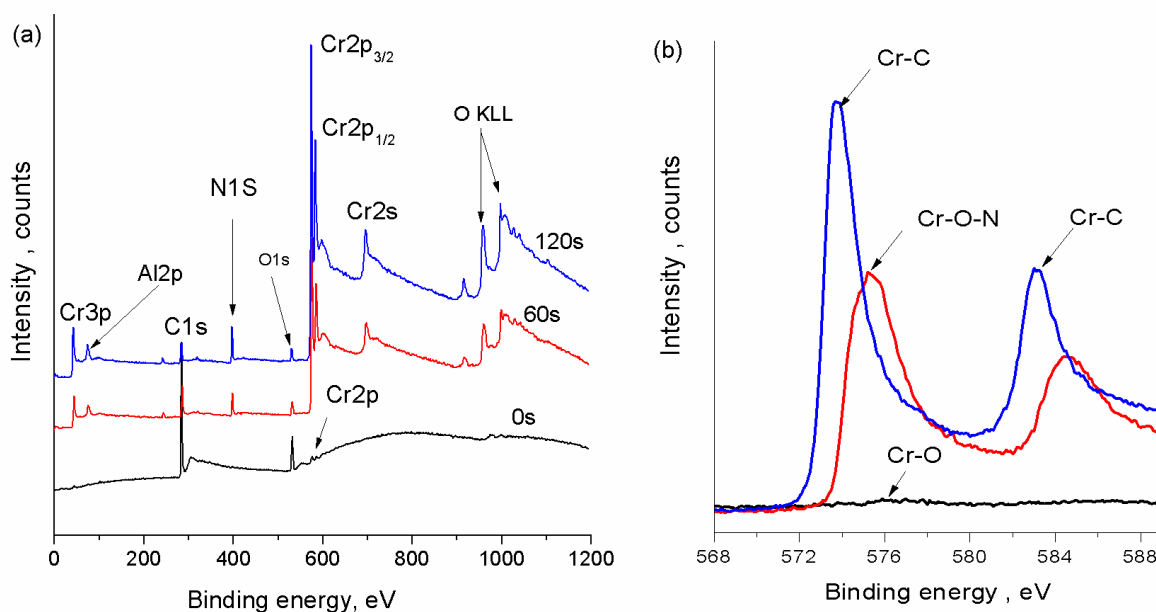 (a)
Cr2p3/2
Cr2p1/2
O KLL
N1S
Cr2s
120s
O1s
Al2p
Cr3p
C1s
60s
Cr2p
0s
Intensity , counts
0 200 400 600 800 1000 1200
Binding energy, eV
(b)
Cr-C
Cr-O-N
Cr-C
Cr-O
Intensity, counts
568 572 576 580 584 588
Binding energy , eV